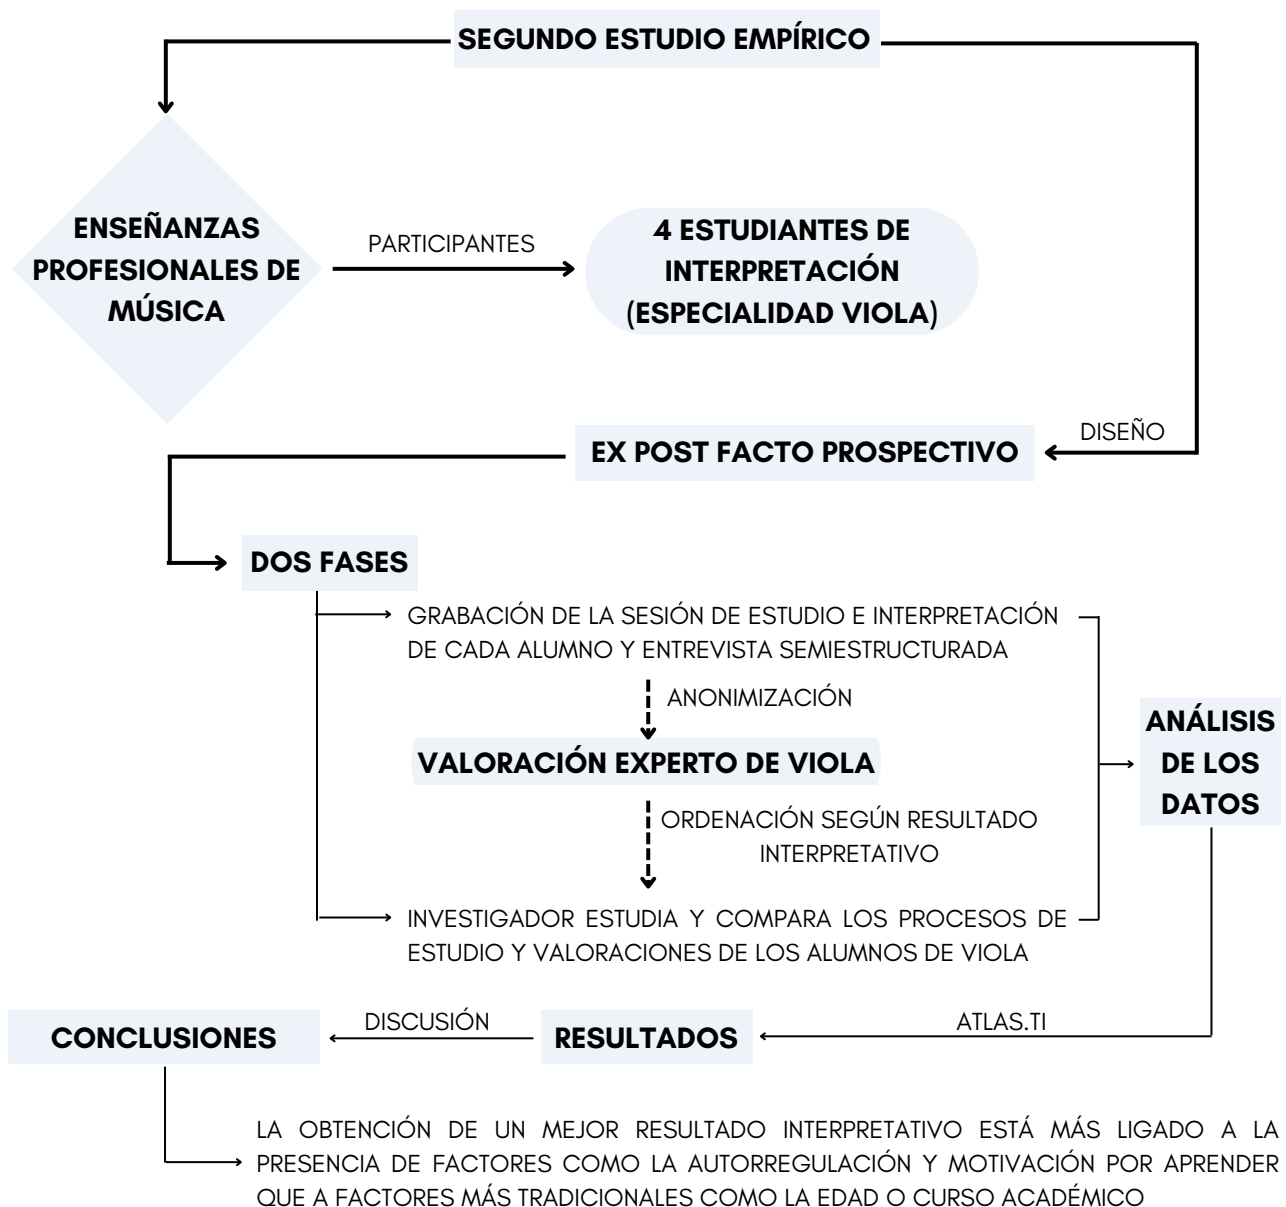 SEGUNDO ESTUDIO EMPÍRICO
ENSEÑANZAS
PROFESIONALES DE
MÚSICA
PARTICIPANTES
4 ESTUDIANTES DE
INTERPRETACIÓN
(ESPECIALIDAD VIOLA)
DISEÑO
EX POST FACTO PROSPECTIVO
DOS FASES
GRABACIÓN DE LA SESIÓN DE ESTUDIO E INTERPRETACIÓN
DE CADA ALUMNO Y ENTREVISTA SEMIESTRUCTURADA
ANONIMIZACIÓN
VALORACIÓN EXPERTO DE VIOLA
ORDENACIÓN SEGÚN RESULTADO
INTERPRETATIVO
INVESTIGADOR ESTUDIA Y COMPARA LOS PROCESOS DE
ESTUDIO Y VALORACIONES DE LOS ALUMNOS DE VIOLA
ANÁLISIS
DE LOS
DATOS
ATLAS.TI
RESULTADOS
DISCUSIÓN
CONCLUSIONES
LA OBTENCIÓN DE UN MEJOR RESULTADO INTERPRETATIVO ESTÁ MÁS LIGADO A LA
PRESENCIA DE FACTORES COMO LA AUTORREGULACIÓN Y MOTIVACIÓN POR APRENDER
QUE A FACTORES MÁS TRADICIONALES COMO LA EDAD O CURSO ACADÉMICO